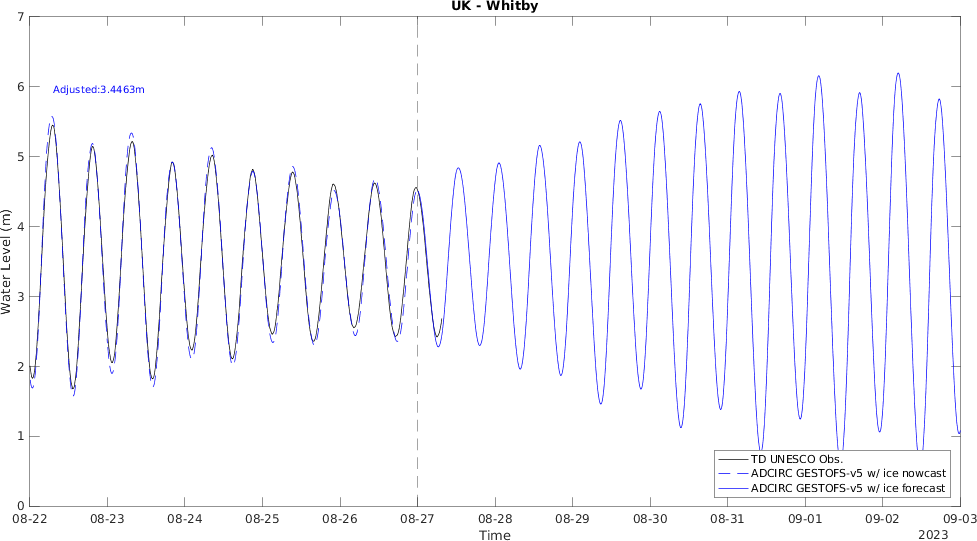 UK - Whitby
7
6
5
4
3
2
1
0
Water Level (m)
Adjusted:3.4463m
TD UNESCO Obs.
ADCIRC GESTOFS-v5 w/ ice nowcast
ADCIRC GESTOFS-v5 w/ ice forecast
08-22 08-23 08-24 08-25 08-26 08-27 08-28 08-29 08-30 08-31 09-01 09-02 09-03
Time
2023